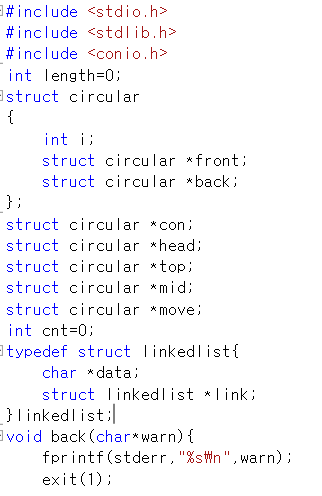 #include <stdio.h>
#include <stdlib.h>
#include <conio.h>
int length=0;
struct circular
{
    int i;
    struct circular *front;
    struct circular *back;
};
struct circular *con;
struct circular *head;
struct circular *top;
struct circular *mid;
struct circular *move;
int cnt=0;
typedef struct linkedlist{
    char *data;
    struct linkedlist *link;
}linkedlist;
void back(char*warn){
    fprintf(stderr,"%s₩n",warn);
    exit(1);